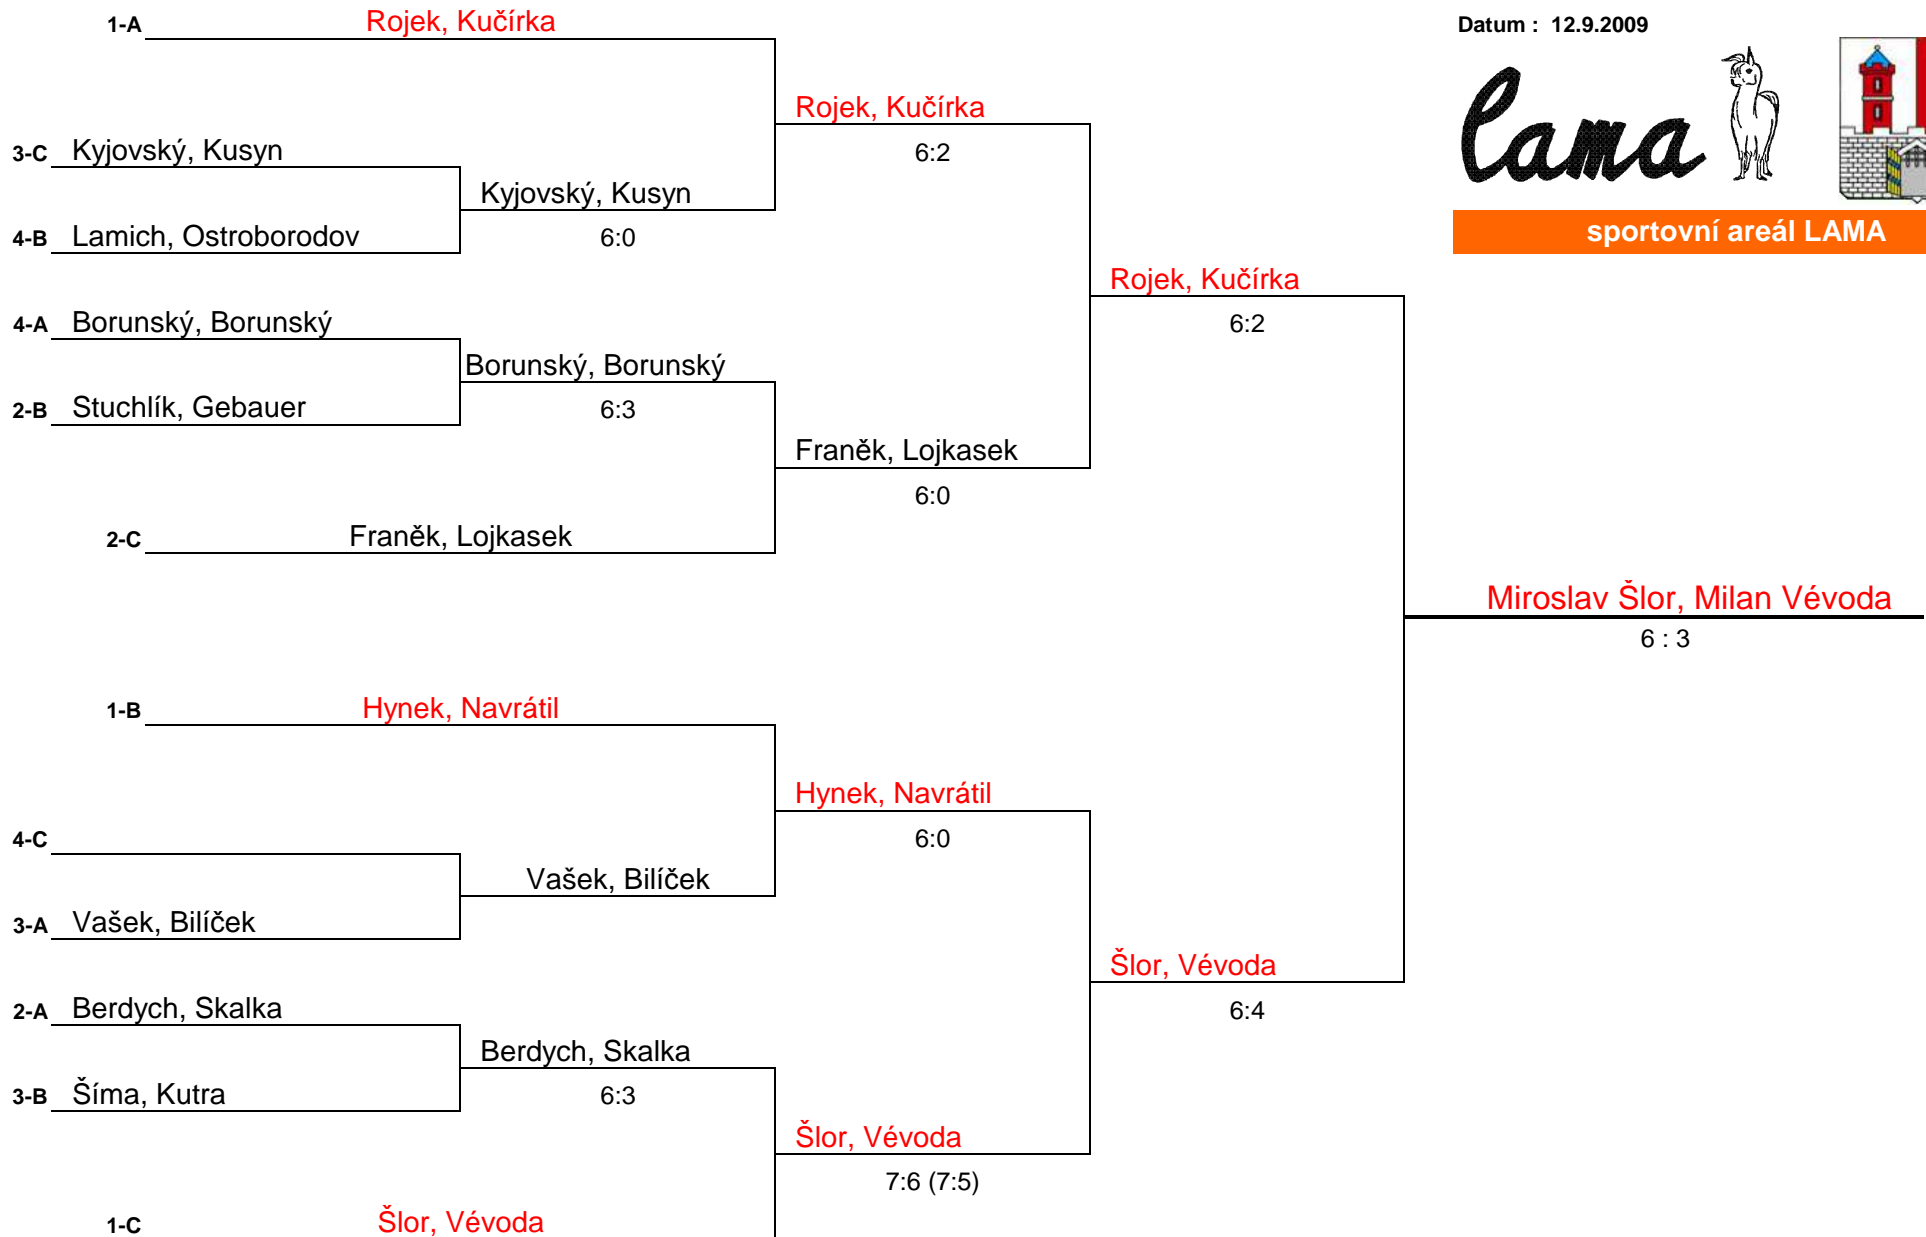 1-A Rojek, Kučírka
Datum : 12.9.2009
lama
Rojek, Kučírka
6:2
3-C Kyjovský, Kusyn
Kyjovský, Kusyn
6:0
4-B Lamich, Ostroborodov
sportovní areál LAMA
Rojek, Kučírka
6:2
4-A Borunský, Borunský
Borunský, Borunský
6:3
2-B Stuchlík, Gebauer
Franěk, Lojkasek
6:0
2-C Franěk, Lojkasek
Miroslav Šlor, Milan Vévoda
6 : 3
1-B Hynek, Navrátil
Hynek, Navrátil
6:0
4-C
Vašek, Bilíček
3-A Vašek, Bilíček
Šlor, Vévoda
6:4
2-A Berdych, Skalka
Berdych, Skalka
6:3
3-B Šíma, Kutra
Šlor, Vévoda
7:6 (7:5)
1-C Šlor, Vévoda